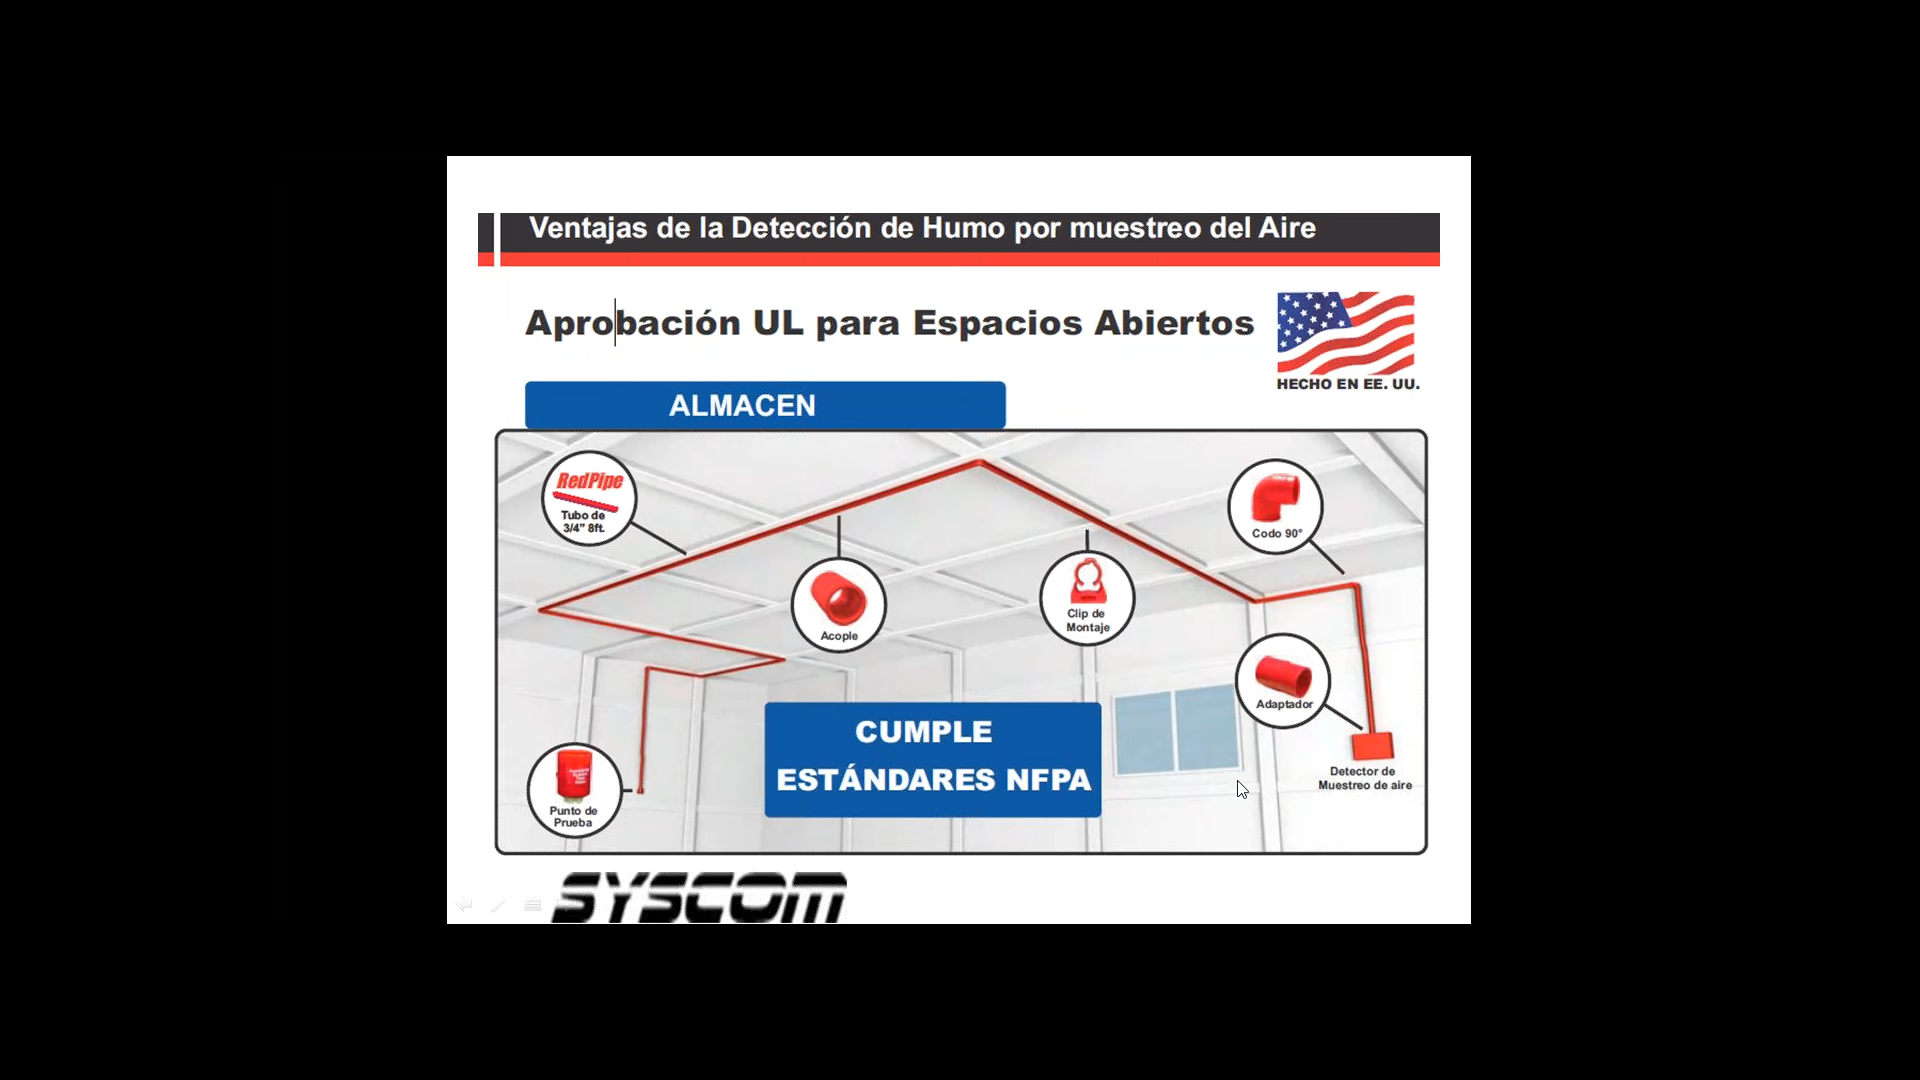 Ventajas de la Detección de Humo por muestreo del Aire
Aprobación UL para Espacios Abiertos
HECHO EN EE. UU.
ALMACEN
RedPipe
Tubo de
3/4" 8ft.
Codo 90°
Acople
Clip de
Montaje
Adaptador
CUMPLE
ESTÁNDARES NFPA
Detector de
Muestreo de aire
Punto de
Prueba
SYSCOM